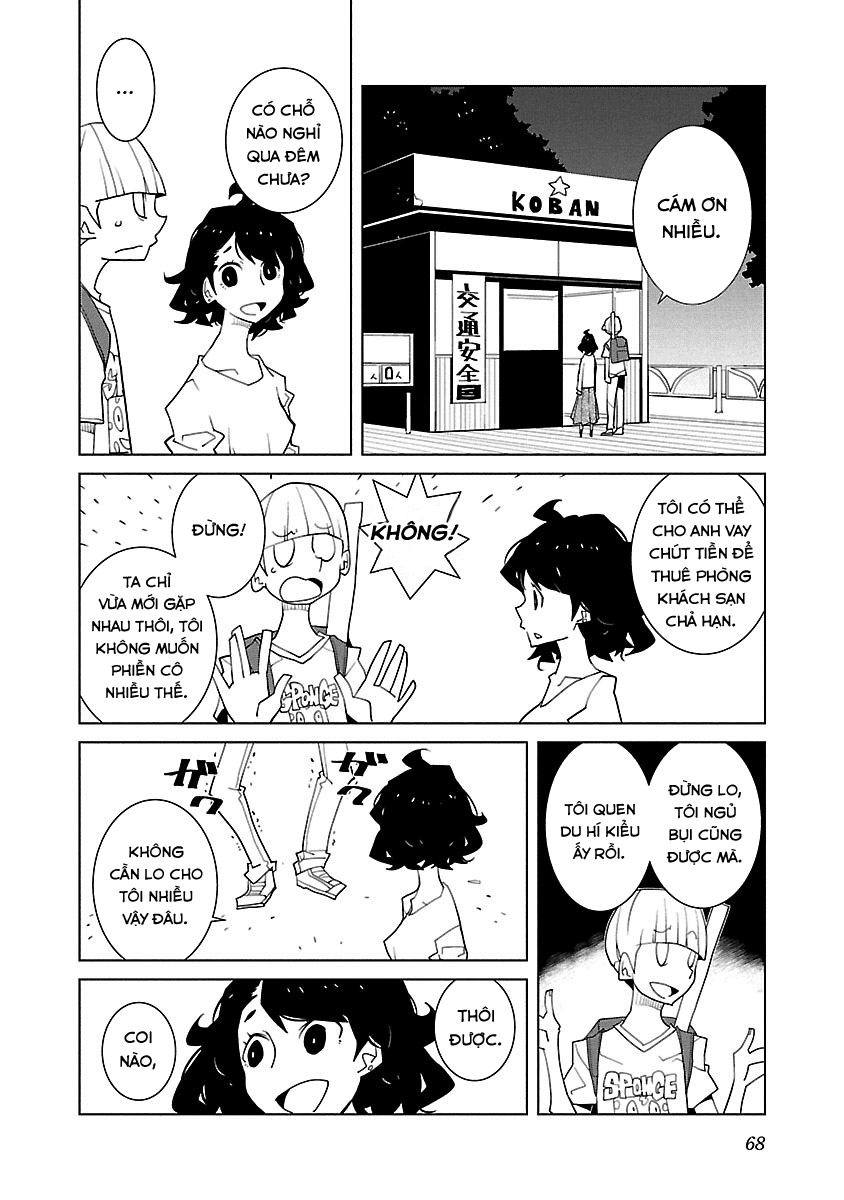 KOBAN
CÁM ƠN
NHIỀU.
交通安全
CÓ CHỖ
NÀO NGHỈ
QUA ĐÊM
CHƯA?
...
TÔI CÓ THỂ
CHO ANH VAY
CHÚT TIỀN ĐỂ
THUÊ PHÒNG
KHÁCH SẠN
CHẢ HẠN.
KHÔNG!
ĐỪNG!
TA CHỈ
VỪA MỚI GẶP
NHAU THÔI, TÔI
KHÔNG MUỐN
PHIỀN CÔ
NHIỀU THẾ.
SPONGE
ĐỪNG LO,
TÔI NGỦ
BỤI CŨNG
ĐƯỢC MÀ.
TÔI QUEN
DU HÍ KIỂU
ẤY RỒI.
SPONGE
ガク
ガク
KHÔNG
CẦN LO CHO
TÔI NHIỀU
VẬY ĐÂU.
THÔI
ĐƯỢC.
COI
NÀO,
68